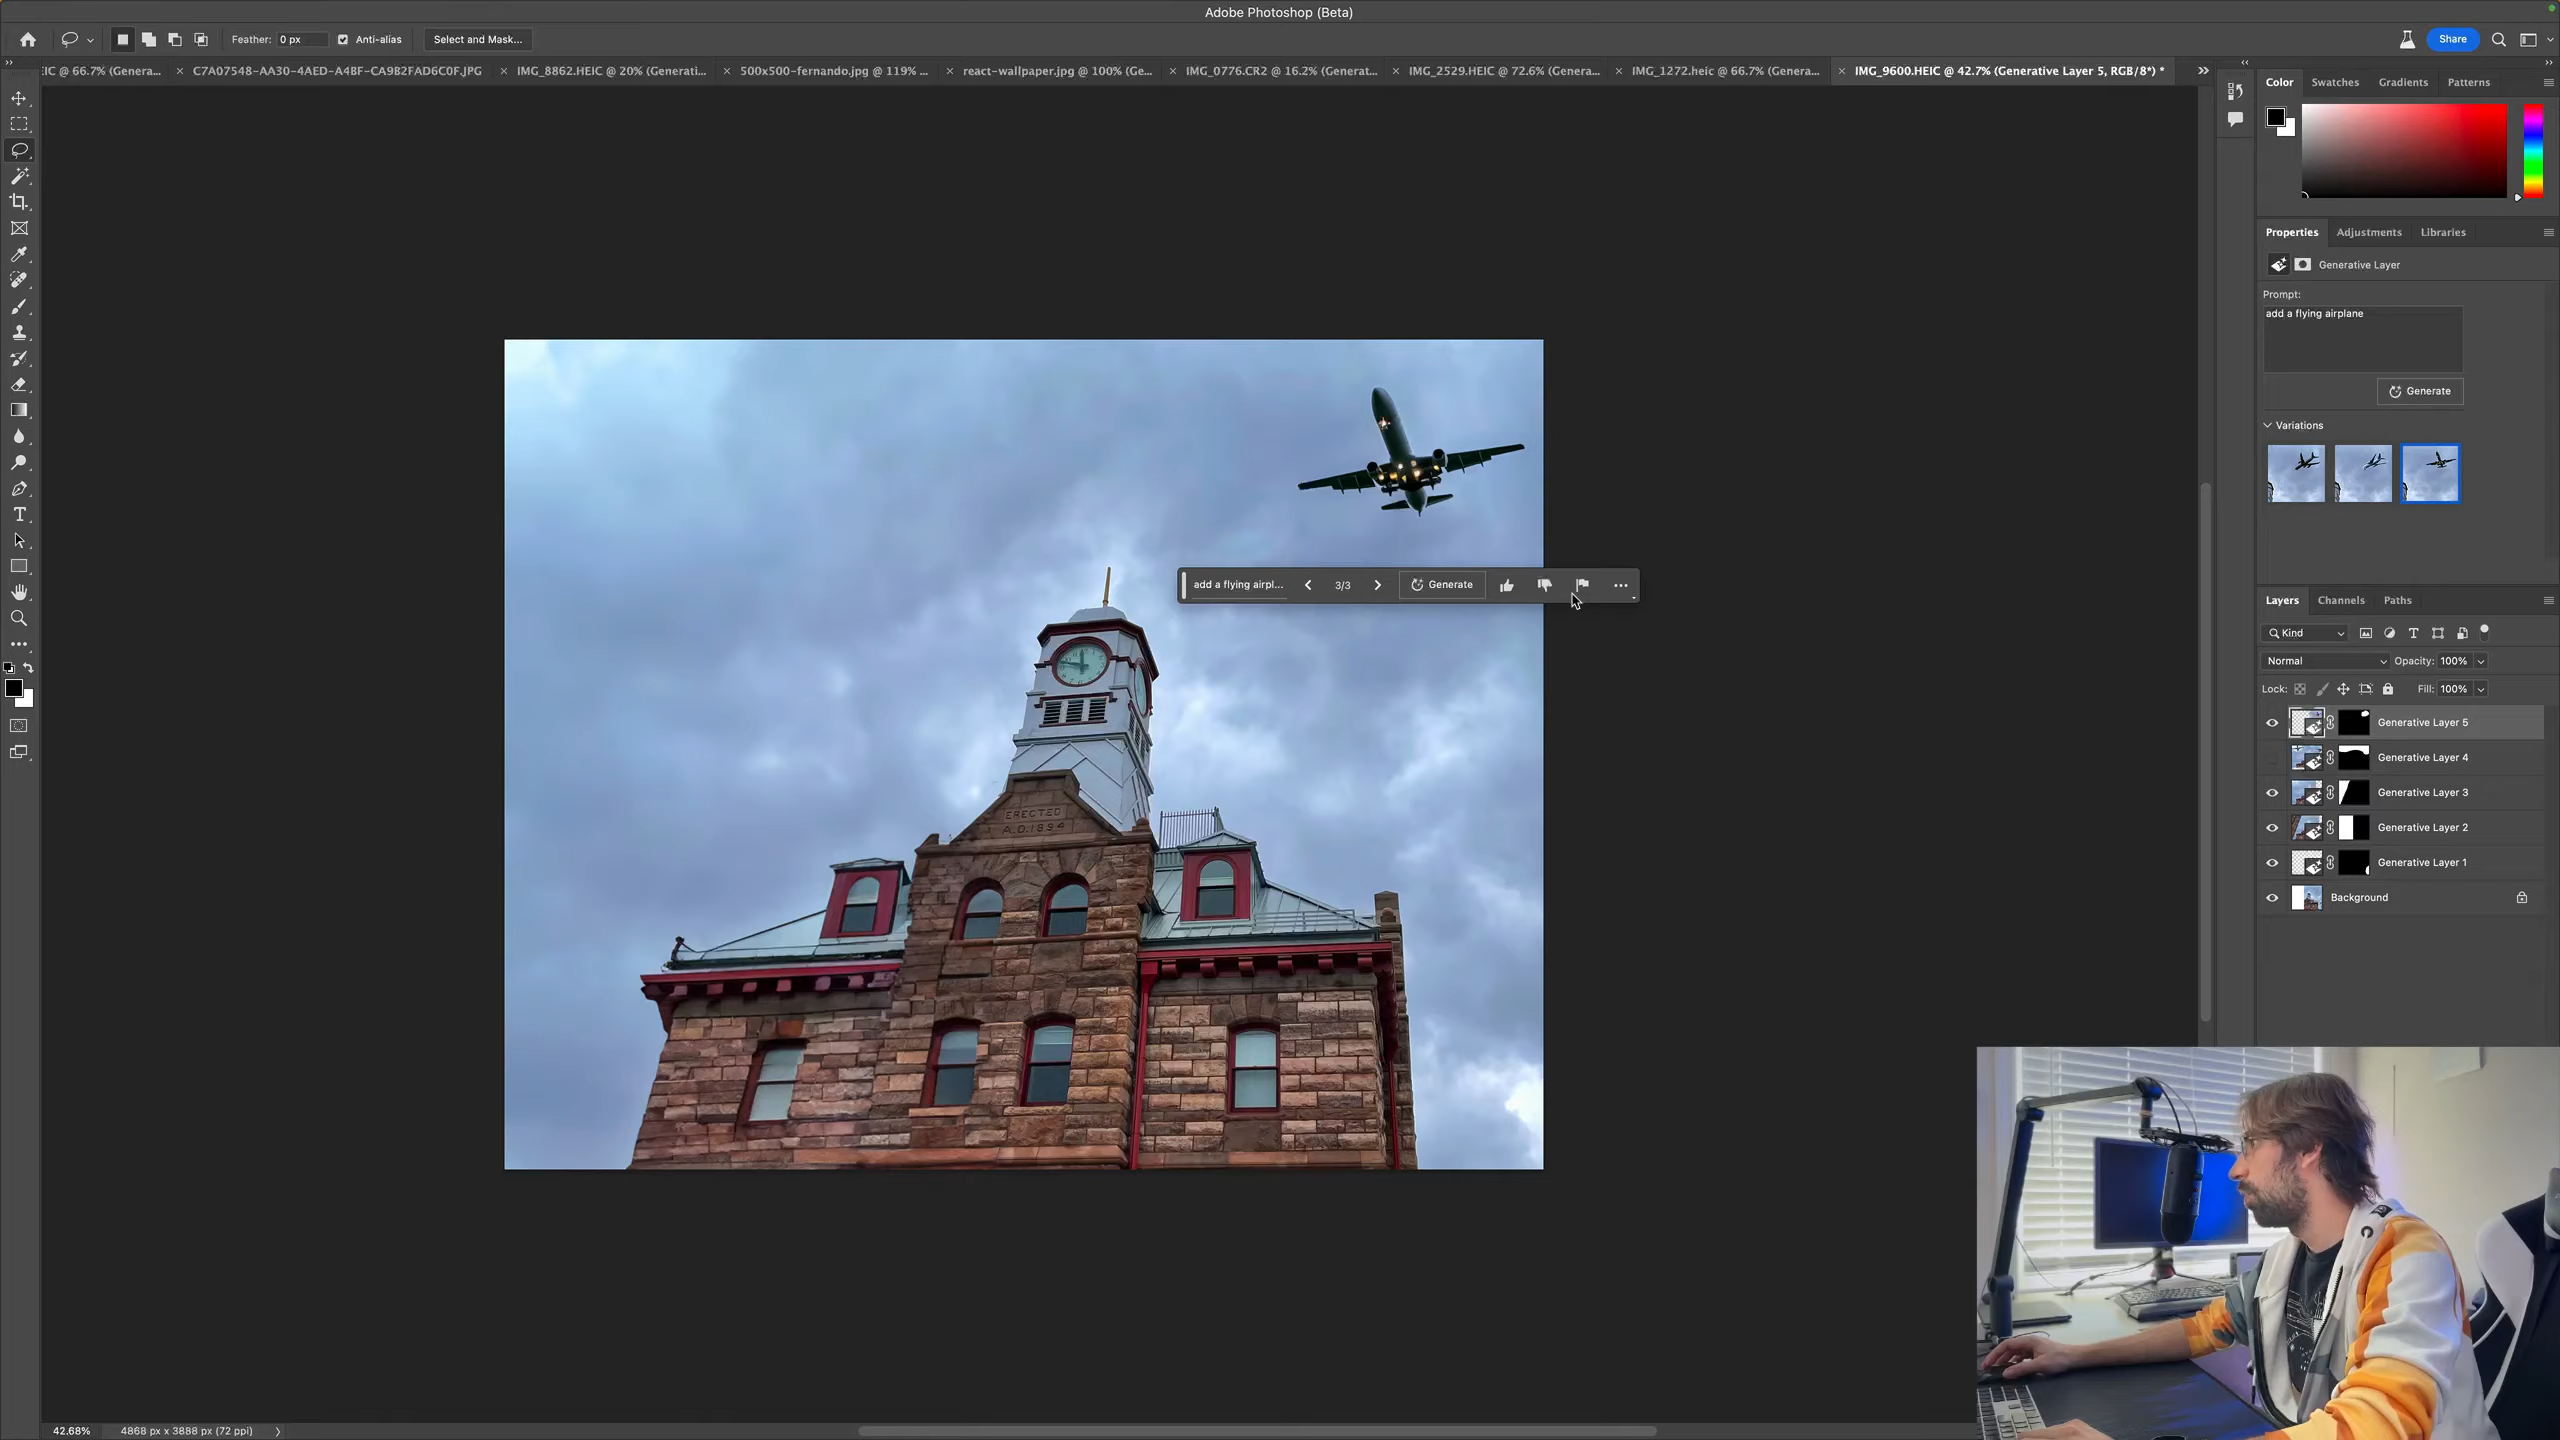 Adobe Photoshop (Beta)
Feather: 0 px
Anti-alias
Select and Mask...
Share
IC @ 66.7% (Genera...
C7A07548-AA30-4AED-A4BF-CA9B2FAD6C0F.JPG
IMG_8862.HEIC @ 20% (Generati...
500x500-fernando.jpg @ 119% ...
react-wallpaper.jpg @ 100% (Ge...
IMG_0776.CR2 @ 16.2% (Generat...
IMG_2529.HEIC @ 72.6% (Genera...
IMG_1272.heic @ 66.7% (Genera...
IMG_9600.HEIC @ 42.7% (Generative Layer 5, RGB/8*) *
Color
Swatches
Gradients
Patterns
Properties
Adjustments
Libraries
Generative Layer
Prompt:
add a flying airplane
Generate
Variations
add a flying airpl...
3/3
Generate
ERECTED
A.D.1894
Layers
Channels
Paths
Kind
Normal
Opacity: 100%
Lock:
Fill: 100%
Generative Layer 5
Generative Layer 4
Generative Layer 3
Generative Layer 2
Generative Layer 1
Background
42.68%
4868 px x 3888 px (72 ppi)